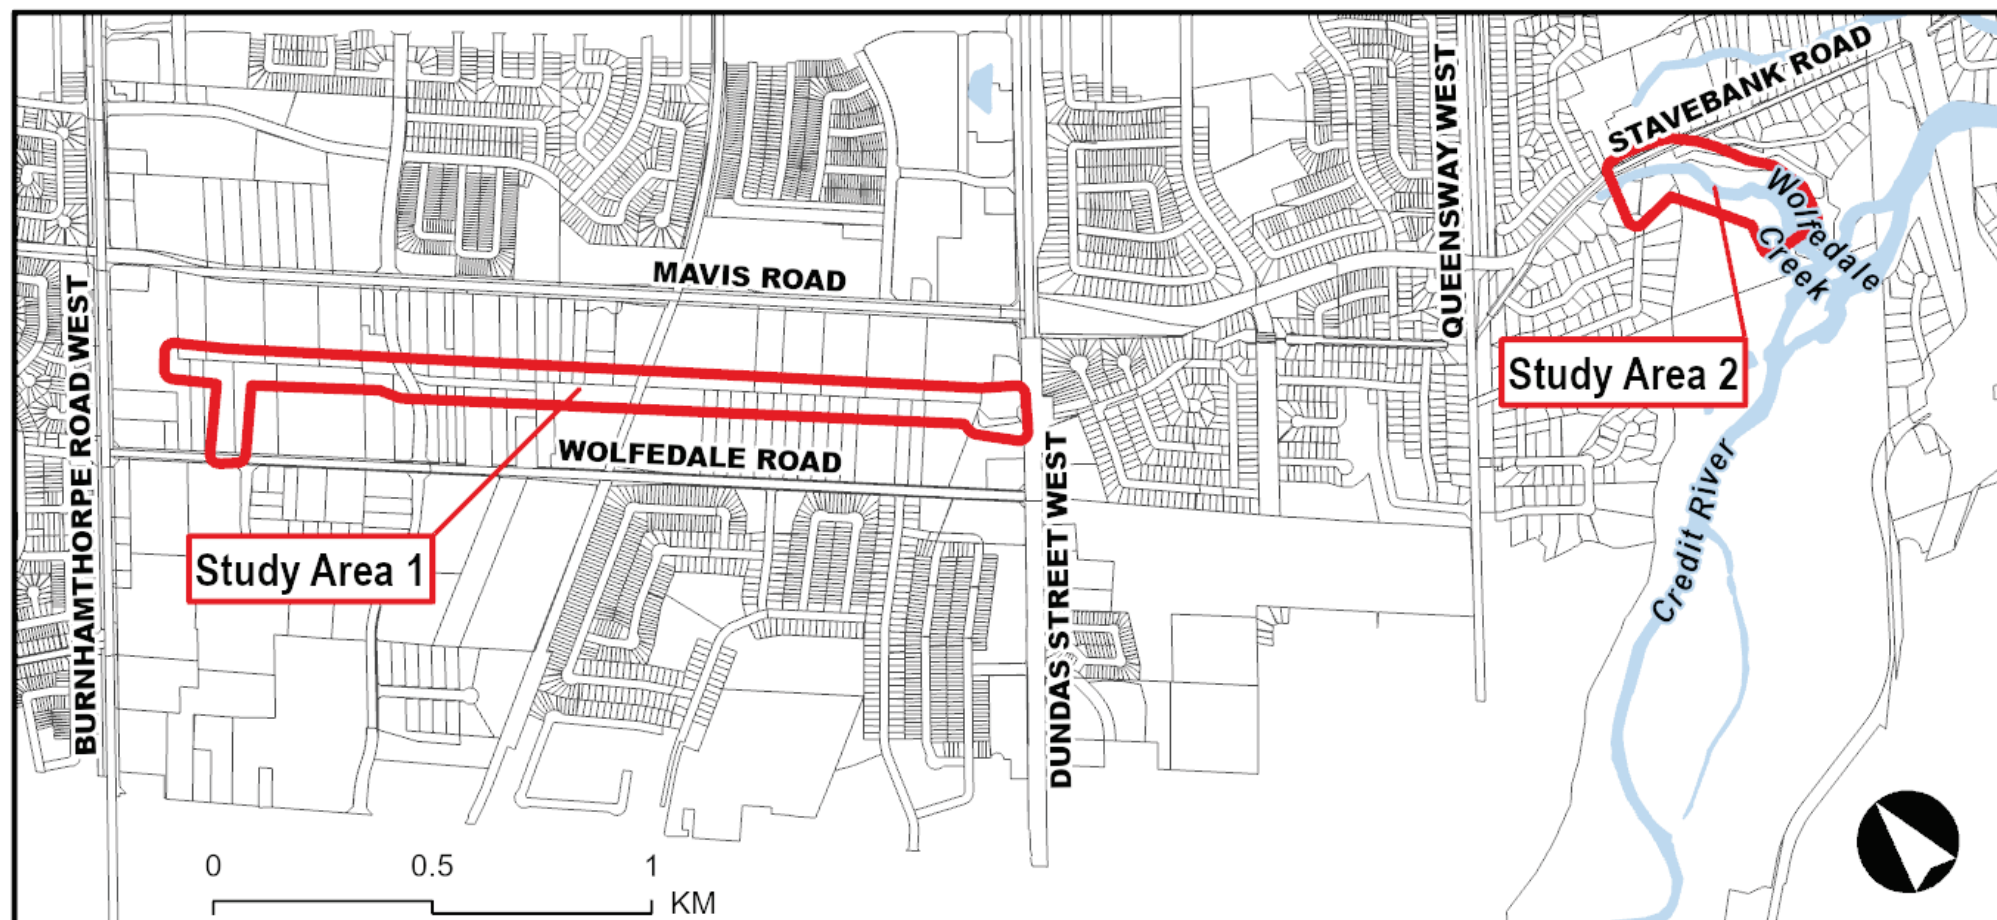 STAVEBANK ROAD
QUEENSWAY WEST
Wolfedale
Creek
MAVIS ROAD
BURNHAMTHORPE ROAD WEST
Study Area 2
WOLFEDALE ROAD
DUNDAS STREET WEST
Credit River
Study Area 1
0 0.5 1
KM